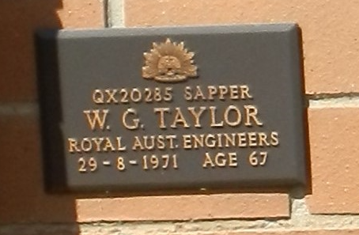 QX20285 SAPPER
W. G. TAYLOR
ROYAL AUST. ENGINEERS
29-8-1971 AGE 67